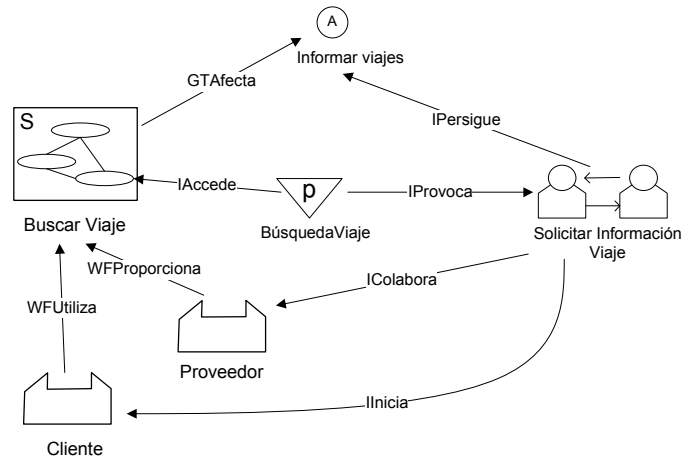 A
Informar viajes
GTAfecta
S
IPersigue
IAccede
p
IProvoca
Buscar Viaje
BúsquedaViaje
Solicitar Información
Viaje
WFProporciona
IColabora
WFUtiliza
Proveedor
IInicia
Cliente